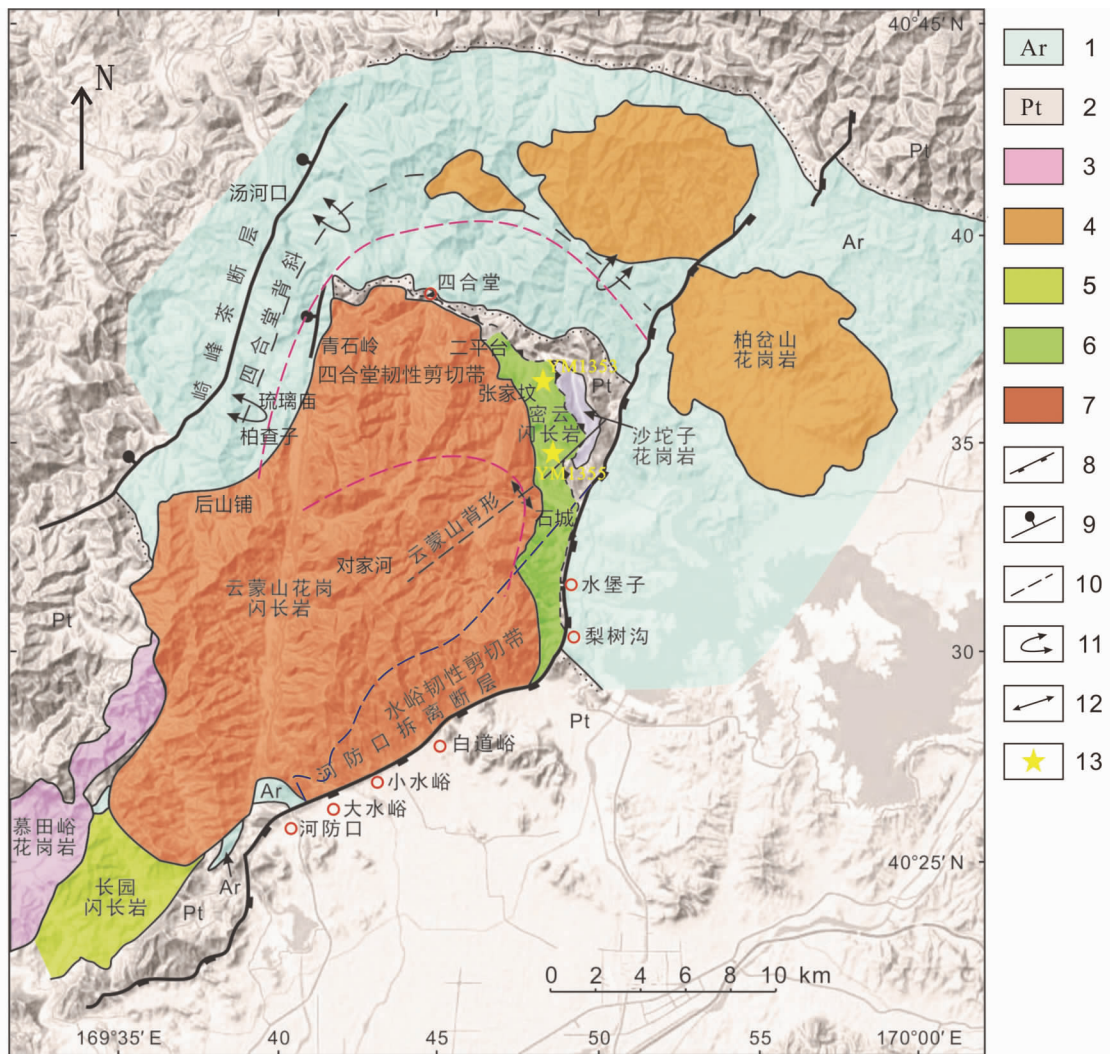 40°45′ N
N
Pt
汤河口
Ar
40
崎峰茶断层
四合堂背斜
四合堂
青石岭
二平台
YM1351
四合堂韧性剪切带
Pt
张家坟
柏岔山
花岗岩
琉璃庙
密云
闪长岩
沙坨子
花岗岩
柏查子
35
YM1355
后山铺
石城
云蒙山背形
对家河
水堡子
云蒙山花岗
闪长岩
Pt
梨树沟
30
水峪韧性剪切带
河防口拆离断层
Pt
白道峪
小水峪
Ar
大水峪
慕田峪
花岗岩
河防口
40°25′ N
长园
闪长岩
Ar
Pt
0 2 4 6 8 10 km
169°35′ E
40
45
50
55
170°00′ N
Ar 1
Pt 2
3
4
5
6
7
8
9
10
11
12
13